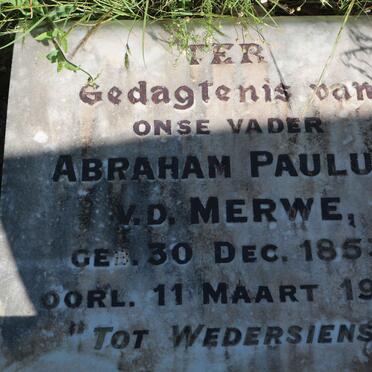 TER
Gedagtenis van
ONSE VADER
ABRAHAM PAULU
V.D. MERWE,
GEB. 30 DEC. 185
OORL. 11 MAART 19
"TOT WEDERSIENS